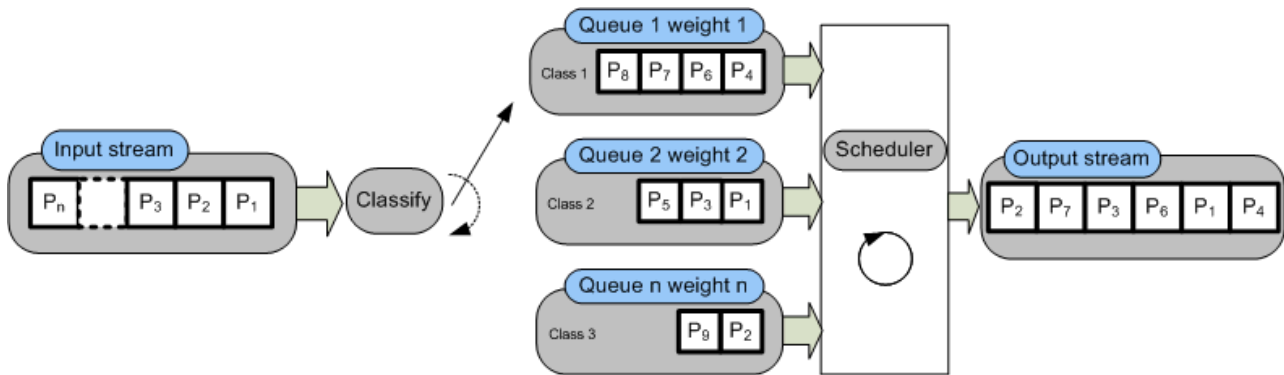 Input stream
Pn P3 P2 P1
Classify
Queue 1 weight 1
Class 1 P8 P7 P6 P4
Queue 2 weight 2
Class 2 P5 P3 P1
Queue n weight n
Class 3 P9 P2
Scheduler
Output stream
P2 P7 P3 P6 P1 P4